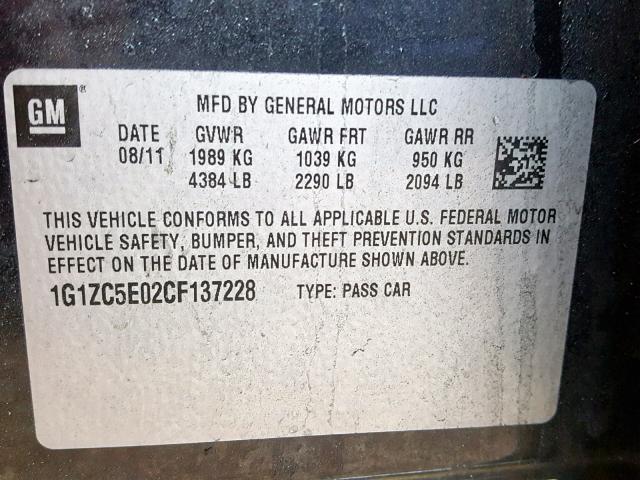 GM®
MFD BY GENERAL MOTORS LLC
DATE GVWR GAWR FRT GAWR RR
08/11 1989 KG 1039 KG 950 KG
4384 LB 2290 LB 2094 LB
THIS VEHICLE CONFORMS TO ALL APPLICABLE U.S. FEDERAL MOTOR
VEHICLE SAFETY, BUMPER, AND THEFT PREVENTION STANDARDS IN
EFFECT ON THE DATE OF MANUFACTURE SHOWN ABOVE.
1G1ZC5E02CF137228 TYPE: PASS CAR